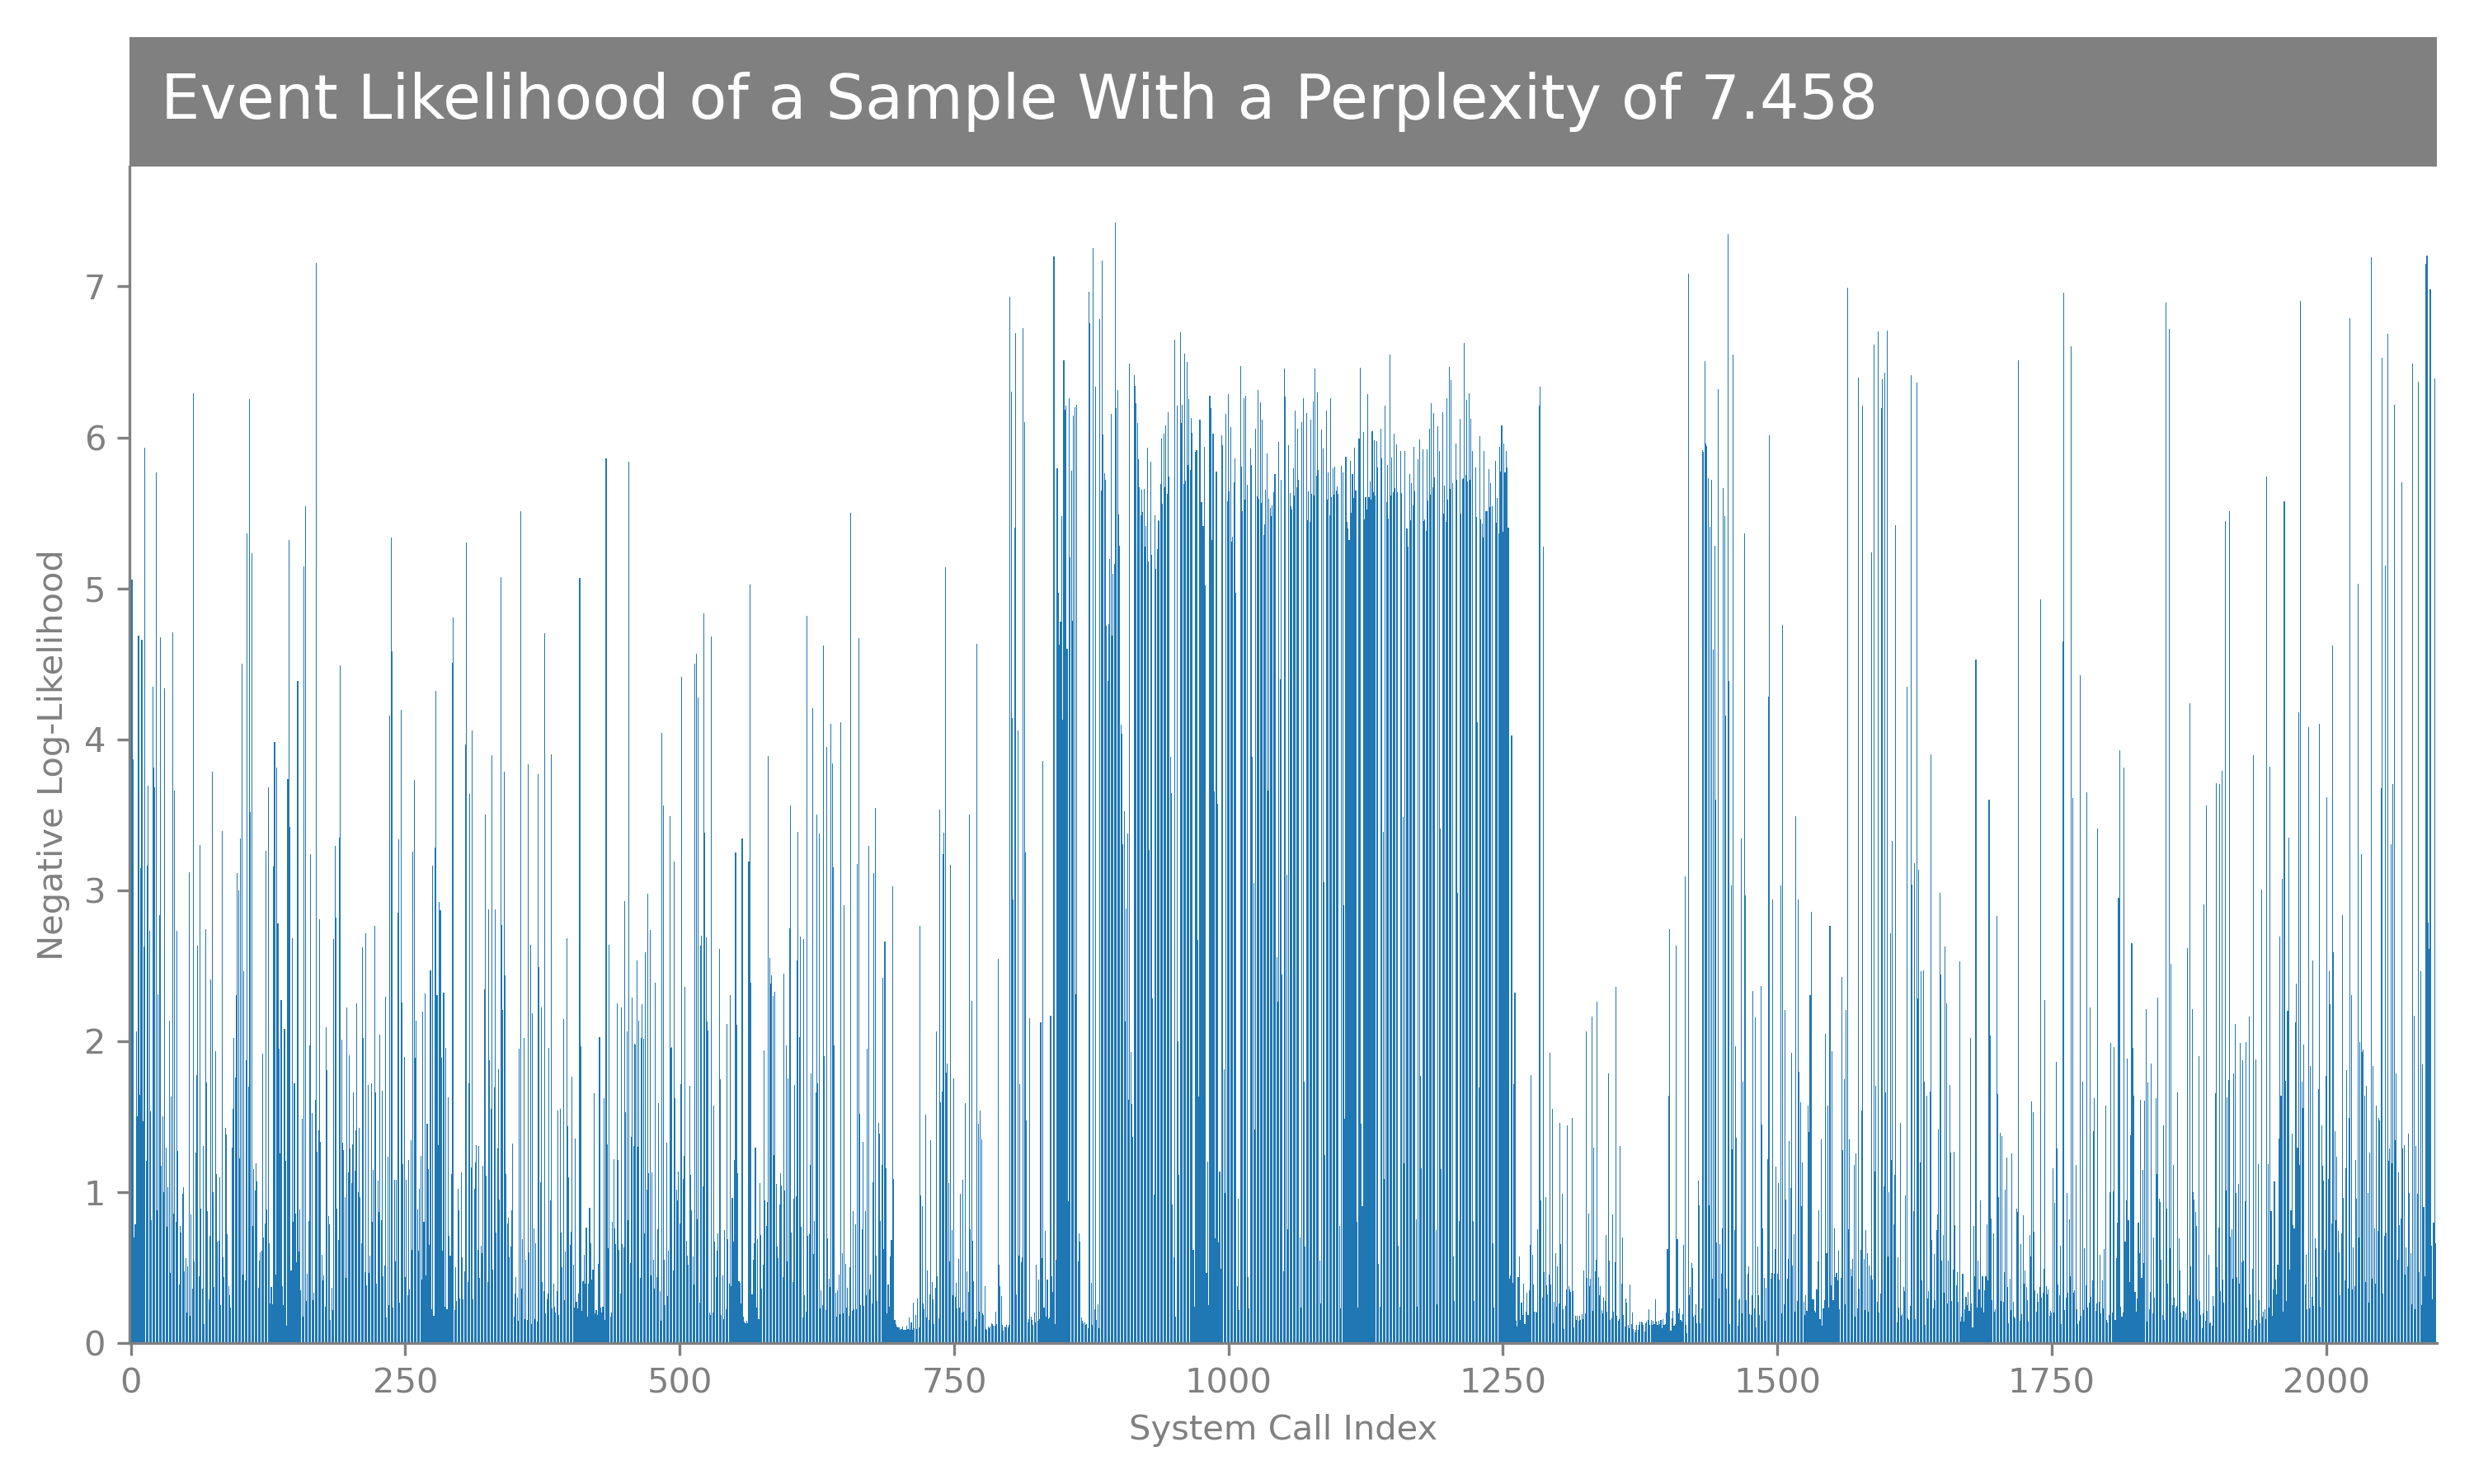 Event Likelihood of a Sample With a Perplexity of 7.458
Negative Log-Likelihood
7
6
5
4
3
2
1
0
0 250 500 750 1000 1250 1500 1750 2000
System Call Index